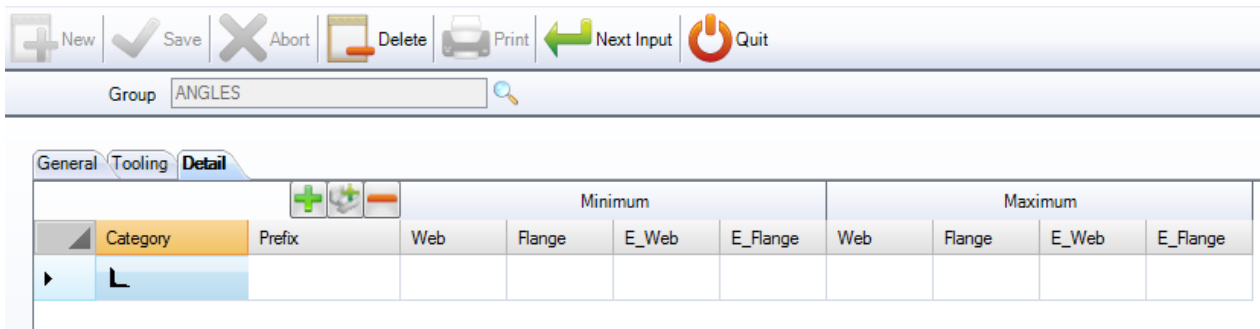 New Save Abort Delete Print Next Input Quit
Group ANGLES
General Tooling Detail
Minimum Maximum
Category Prefix Web Flange E_Web E_Flange Web Flange E_Web E_Flange